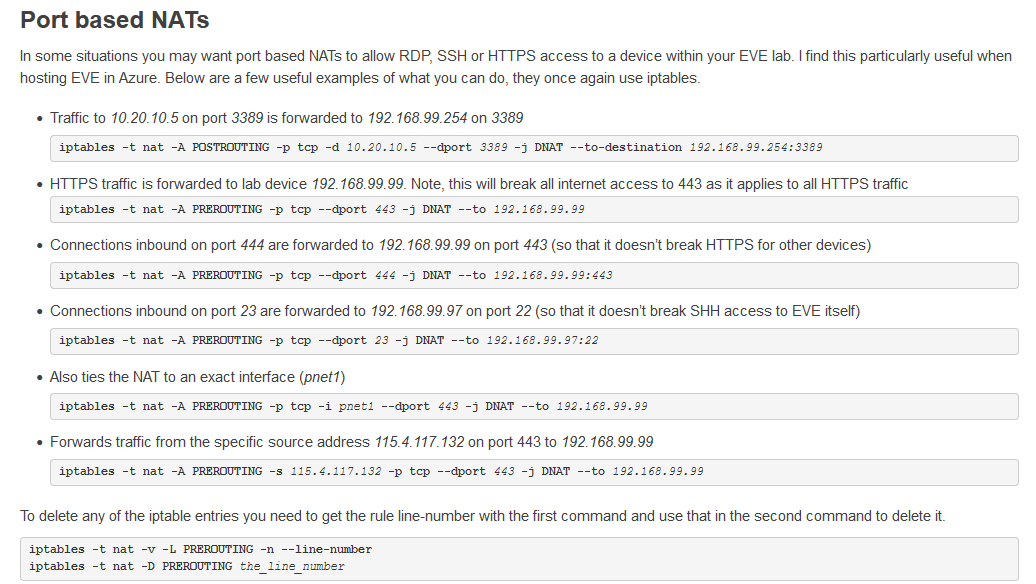 Port based NATs
In some situations you may want port based NATs to allow RDP, SSH or HTTPS access to a device within your EVE lab. I find this particularly useful when
hosting EVE in Azure. Below are a few useful examples of what you can do, they once again use iptables.
• Traffic to 10.20.10.5 on port 3389 is forwarded to 192.168.99.254 on 3389
iptables -t nat -A POSTROUTING -p tcp -d 10.20.10.5 --dport 3389 -j DNAT --to-destination 192.168.99.254:3389
• HTTPS traffic is forwarded to lab device 192.168.99.99. Note, this will break all internet access to 443 as it applies to all HTTPS traffic
iptables -t nat -A PREROUTING -p tcp --dport 443 -j DNAT --to 192.168.99.99
• Connections inbound on port 444 are forwarded to 192.168.99.99 on port 443 (so that it doesn’t break HTTPS for other devices)
iptables -t nat -A PREROUTING -p tcp --dport 444 -j DNAT --to 192.168.99.99:443
• Connections inbound on port 23 are forwarded to 192.168.99.97 on port 22 (so that it doesn’t break SHH access to EVE itself)
iptables -t nat -A PREROUTING -p tcp --dport 23 -j DNAT --to 192.168.99.97:22
• Also ties the NAT to an exact interface (pnet1)
iptables -t nat -A PREROUTING -p tcp -i pnet1 --dport 443 -j DNAT --to 192.168.99.99
• Forwards traffic from the specific source address 115.4.117.132 on port 443 to 192.168.99.99
iptables -t nat -A PREROUTING -s 115.4.117.132 -p tcp --dport 443 -j DNAT --to 192.168.99.99
To delete any of the iptable entries you need to get the rule line-number with the first command and use that in the second command to delete it.
iptables -t nat -v -L PREROUTING -n --line-number
iptables -t nat -D PREROUTING the_line_number